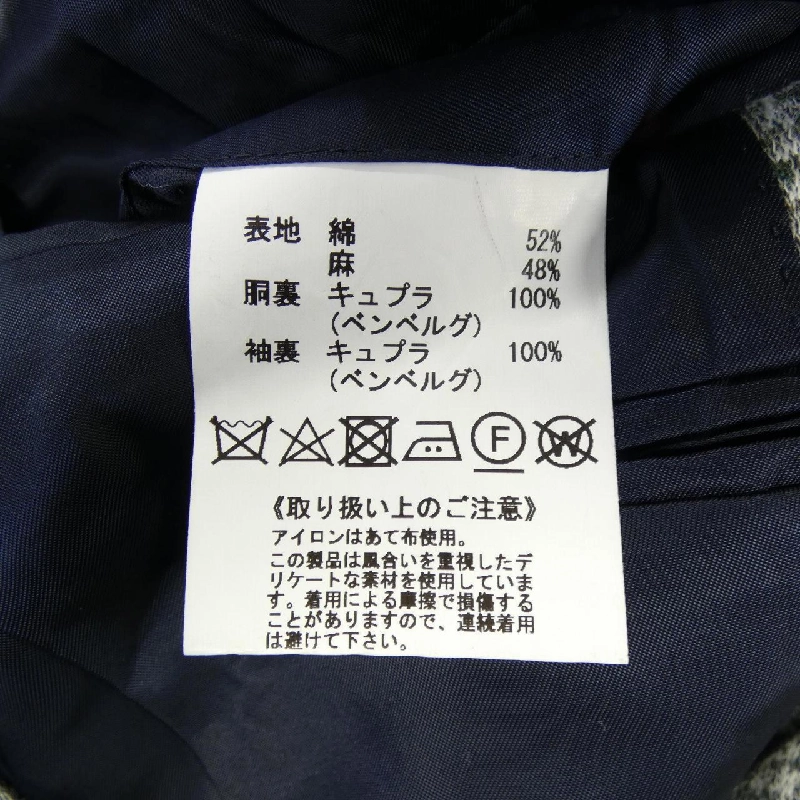 表地 綿 52%
麻 48%
胴裏 キュプラ 100%
(ベンベルグ)
袖裏 キュプラ 100%
(ベンベルグ)
F W
《取り扱い上のご注意》
アイロンはあて布使用。
この製品は風合いを重視したデ
リケートな素材を使用していま
す。着用による摩擦で損傷する
ことがありますので、連続着用
は避けて下さい。